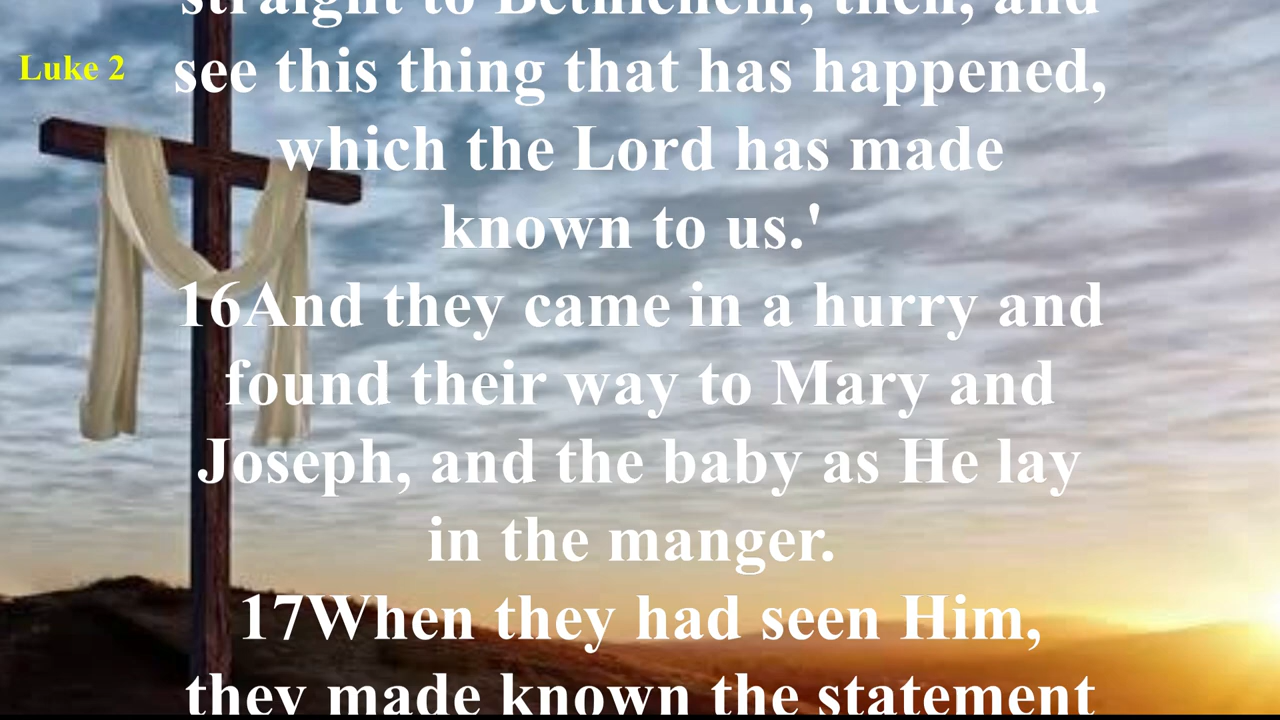 Luke 2
straight to Bethlehem, then, and
see this thing that has happened,
which the Lord has made
known to us.'
16And they came in a hurry and
found their way to Mary and
Joseph, and the baby as He lay
in the manger.
17When they had seen Him,
they made known the statement